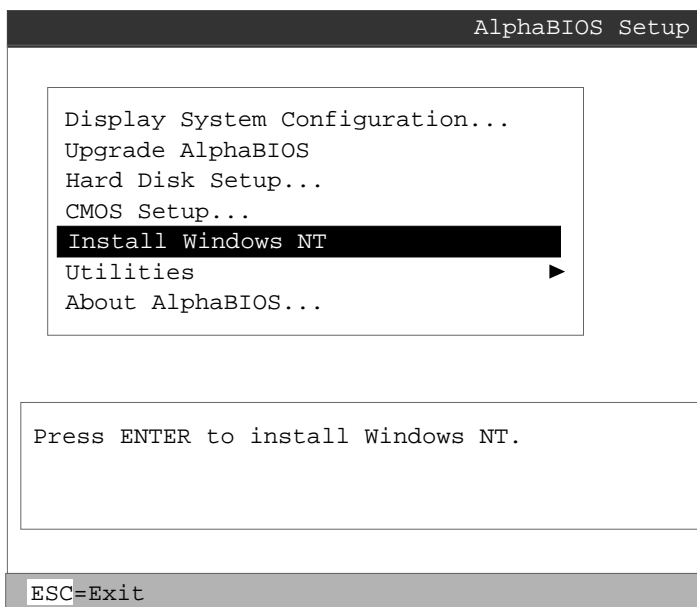 AlphaBIOS Setup
Display System Configuration...
Upgrade AlphaBIOS
Hard Disk Setup...
CMOS Setup...
Install Windows NT
Utilities
About AlphaBIOS...
Press ENTER to install Windows NT.
ESC=Exit